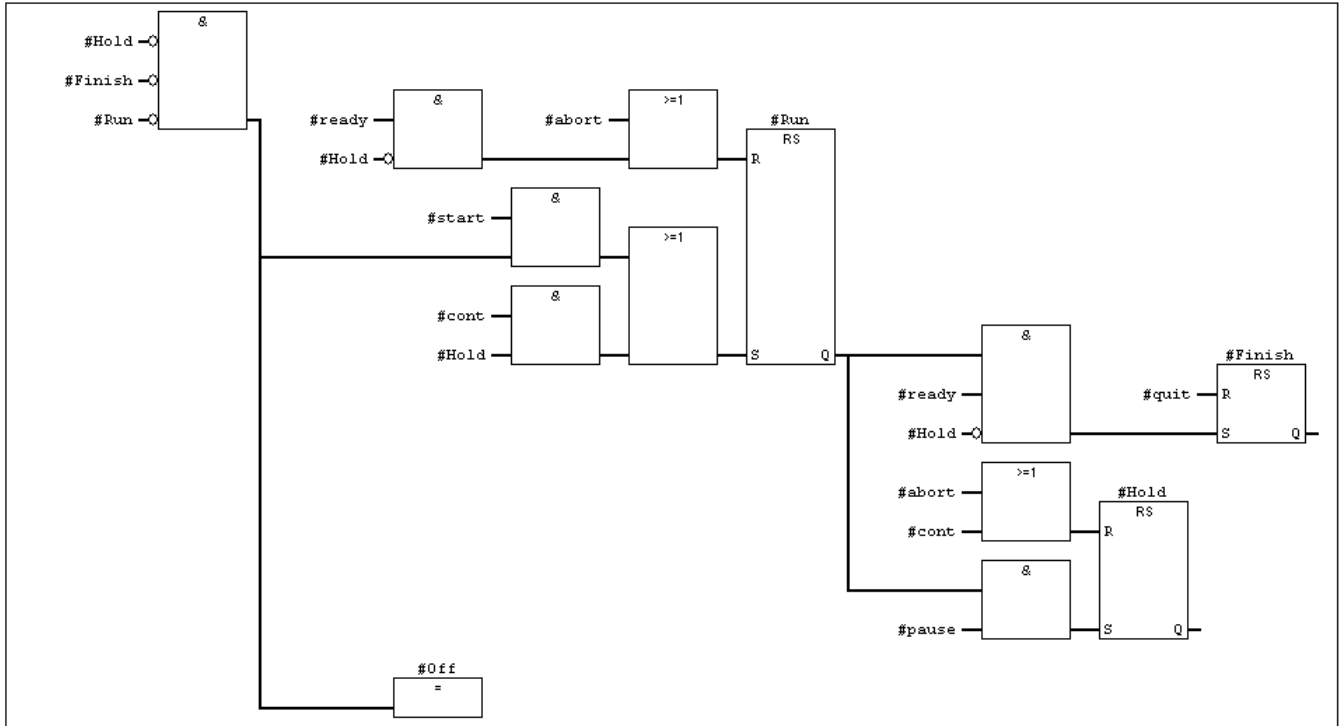 &
#Hold
#Finish
#Run
&
#ready
#Hold
>=1
#abort
#Run
RS
R
&
#start
>=1
&
#cont
#Hold
S Q
&
#ready
#Hold
#Finish
RS
#quit R
S Q
>=1
#abort
#cont
#Hold
RS
R
&
#pause
S Q
#Off
=